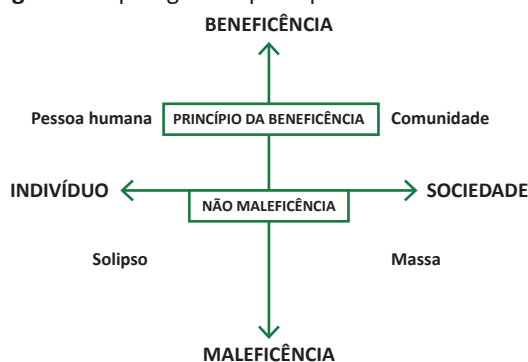 BENEFICÊNCIA
Pessoa humana PRINCÍPIO DA BENEFICÊNCIA Comunidade
INDIVÍDUO SOCIEDADE
NÃO MALEFICÊNCIA
Solipso Massa
MALEFICÊNCIA